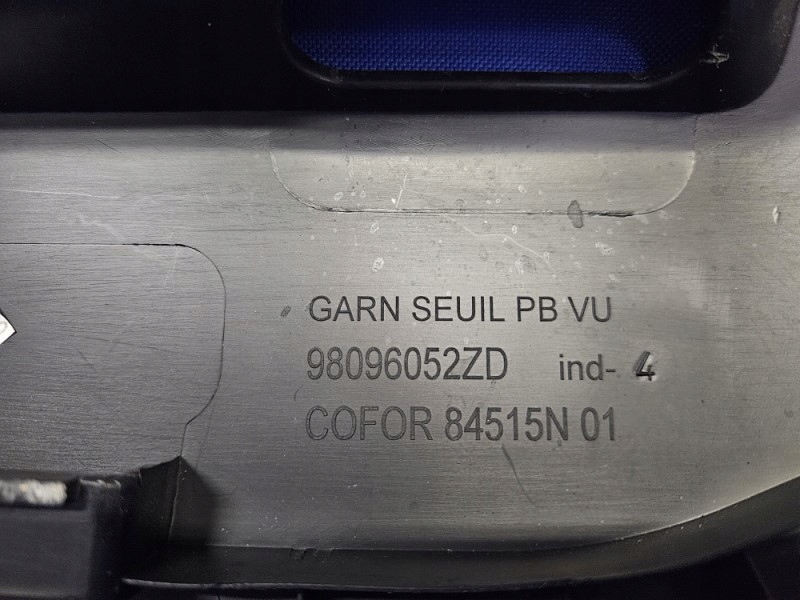 GARN SEUIL PB VU
98096052ZD ind- 4
COFOR 84515N 01